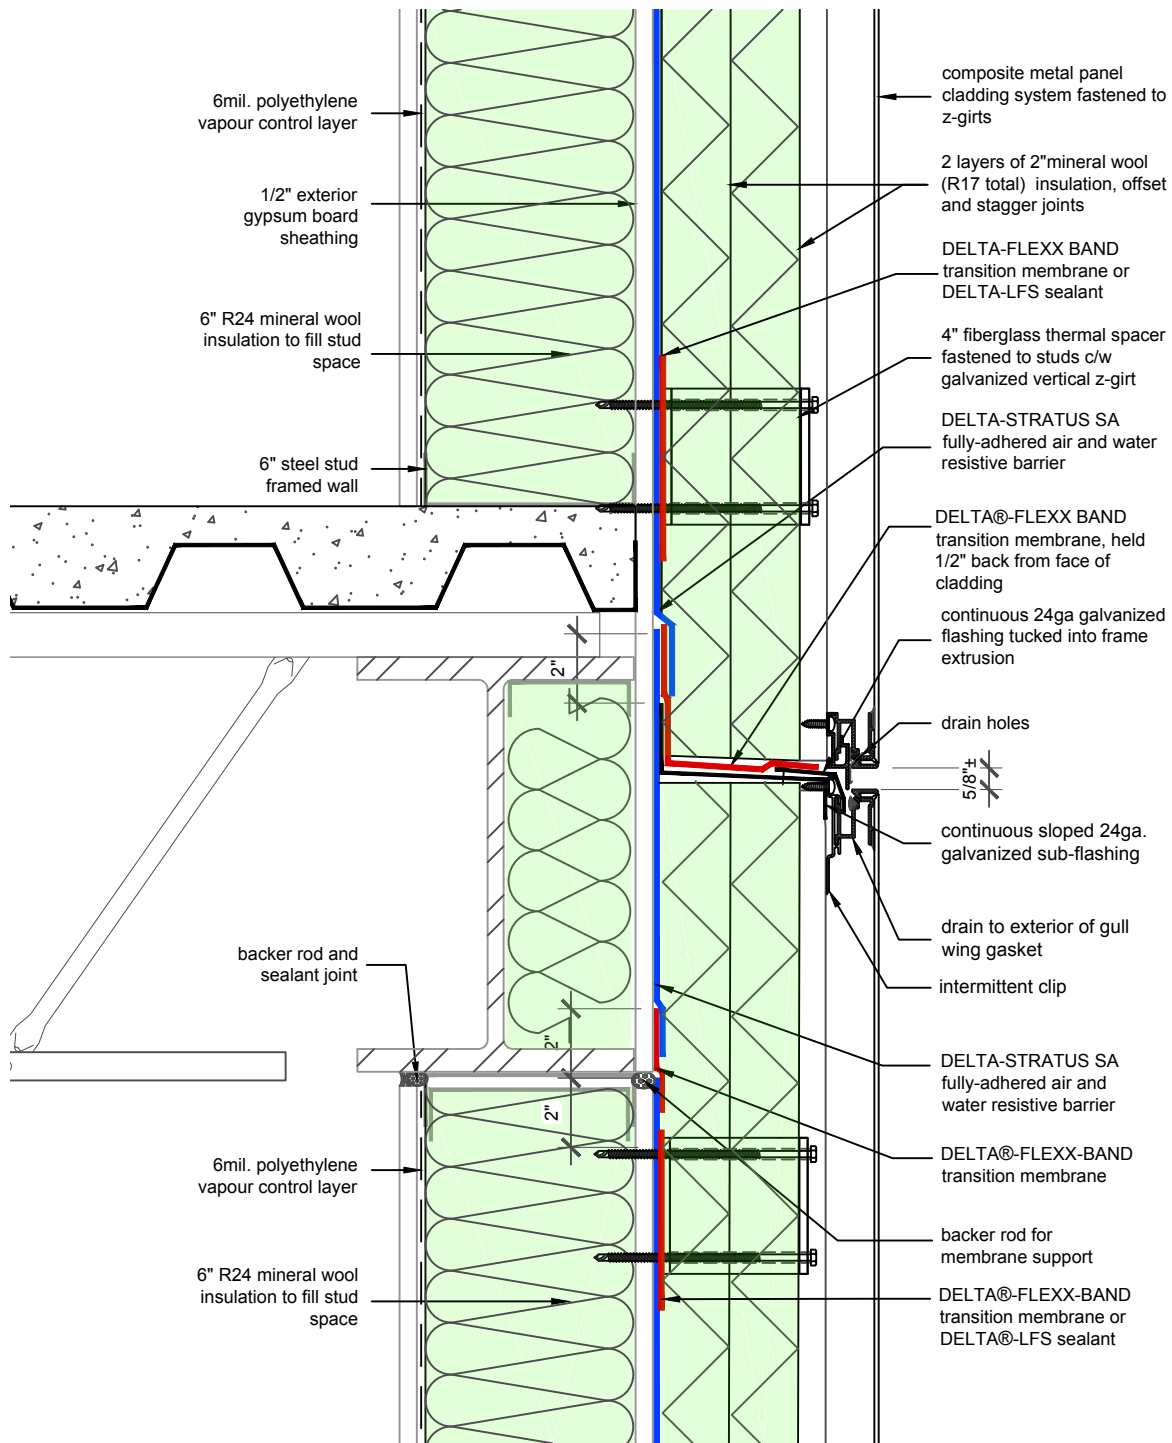 6mil. polyethylene
vapour control layer
1/2" exterior
gypsum board
sheathing
6" R24 mineral wool
insulation to fill stud
space
6" steel stud
framed wall
backer rod and
sealant joint
6mil. polyethylene
vapour control layer
6" R24 mineral wool
insulation to fill stud
space
2"
2"
2"
composite metal panel
cladding system fastened to
z-girts
2 layers of 2"mineral wool
(R17 total) insulation, offset
and stagger joints
DELTA-FLEXX BAND
transition membrane or
DELTA-LFS sealant
4" fiberglass thermal spacer
fastened to studs c/w
galvanized vertical z-girt
DELTA-STRATUS SA
fully-adhered air and water
resistive barrier
DELTA®-FLEXX BAND
transition membrane, held
1/2" back from face of
cladding
continuous 24ga galvanized
flashing tucked into frame
extrusion
drain holes
5/8"±
continuous sloped 24ga.
galvanized sub-flashing
drain to exterior of gull
wing gasket
intermittent clip
DELTA-STRATUS SA
fully-adhered air and
water resistive barrier
DELTA®-FLEXX-BAND
transition membrane
backer rod for
membrane support
DELTA®-FLEXX-BAND
transition membrane or
DELTA®-LFS sealant